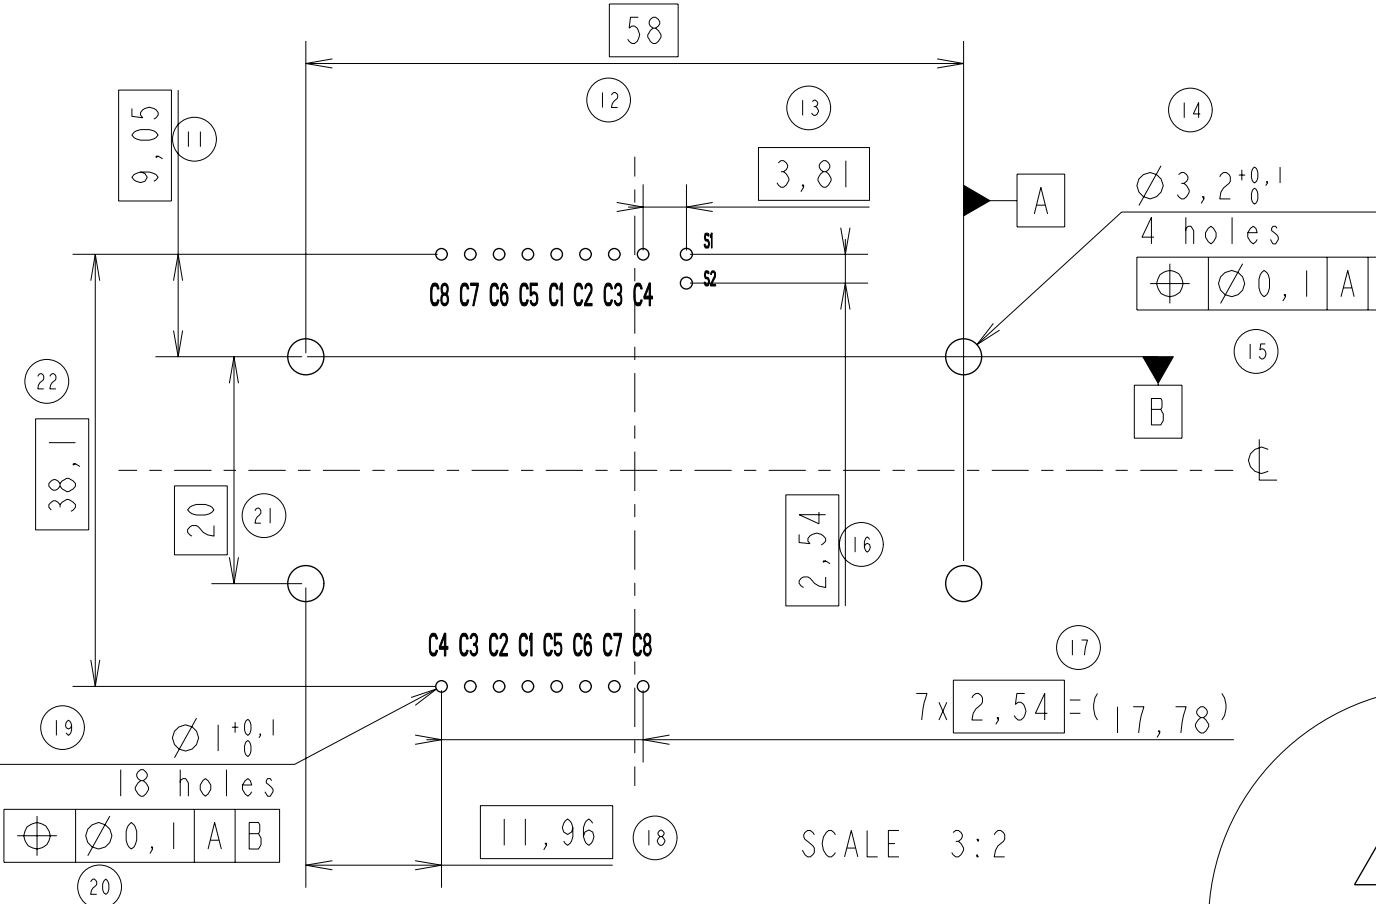 58
12
13
14
9,05
11
3,81
A
Ø3,2 +0,1 0
4 holes
⌖ Ø0,1 A
S1
S2
C8 C7 C6 C5 C1 C2 C3 C4
15
22
B
38,1
20
21
℄
2,54
16
C4 C3 C2 C1 C5 C6 C7 C8
17
7x 2,54 =(17,78)
19
Ø1 +0,1 0
18 holes
⌖ Ø0,1 A B
20
11,96
18
SCALE 3:2